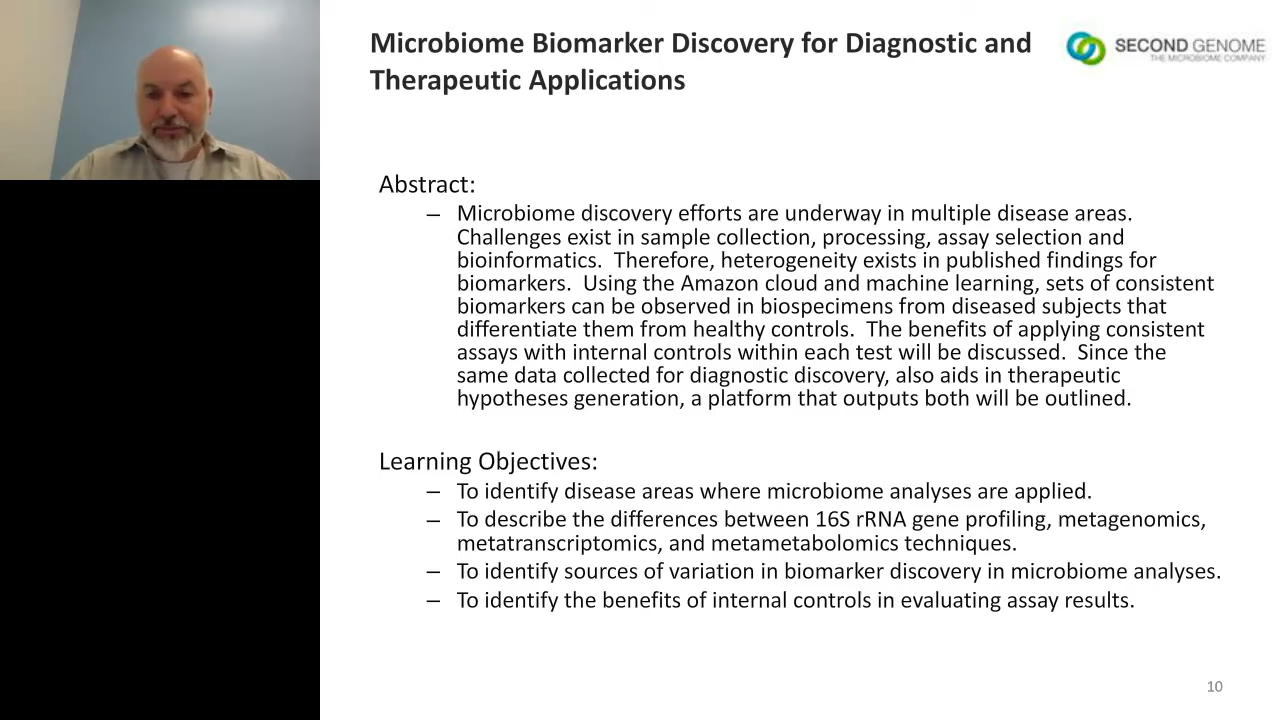 Microbiome Biomarker Discovery for Diagnostic and
Therapeutic Applications
SECOND GENOME
THE MICROBIOME COMPANY
Abstract:
– Microbiome discovery efforts are underway in multiple disease areas.
Challenges exist in sample collection, processing, assay selection and
bioinformatics.  Therefore, heterogeneity exists in published findings for
biomarkers.  Using the Amazon cloud and machine learning, sets of consistent
biomarkers can be observed in biospecimens from diseased subjects that
differentiate them from healthy controls.  The benefits of applying consistent
assays with internal controls within each test will be discussed.  Since the
same data collected for diagnostic discovery, also aids in therapeutic
hypotheses generation, a platform that outputs both will be outlined.
Learning Objectives:
– To identify disease areas where microbiome analyses are applied.
– To describe the differences between 16S rRNA gene profiling, metagenomics,
metatranscriptomics, and metametabolomics techniques.
– To identify sources of variation in biomarker discovery in microbiome analyses.
– To identify the benefits of internal controls in evaluating assay results.
10